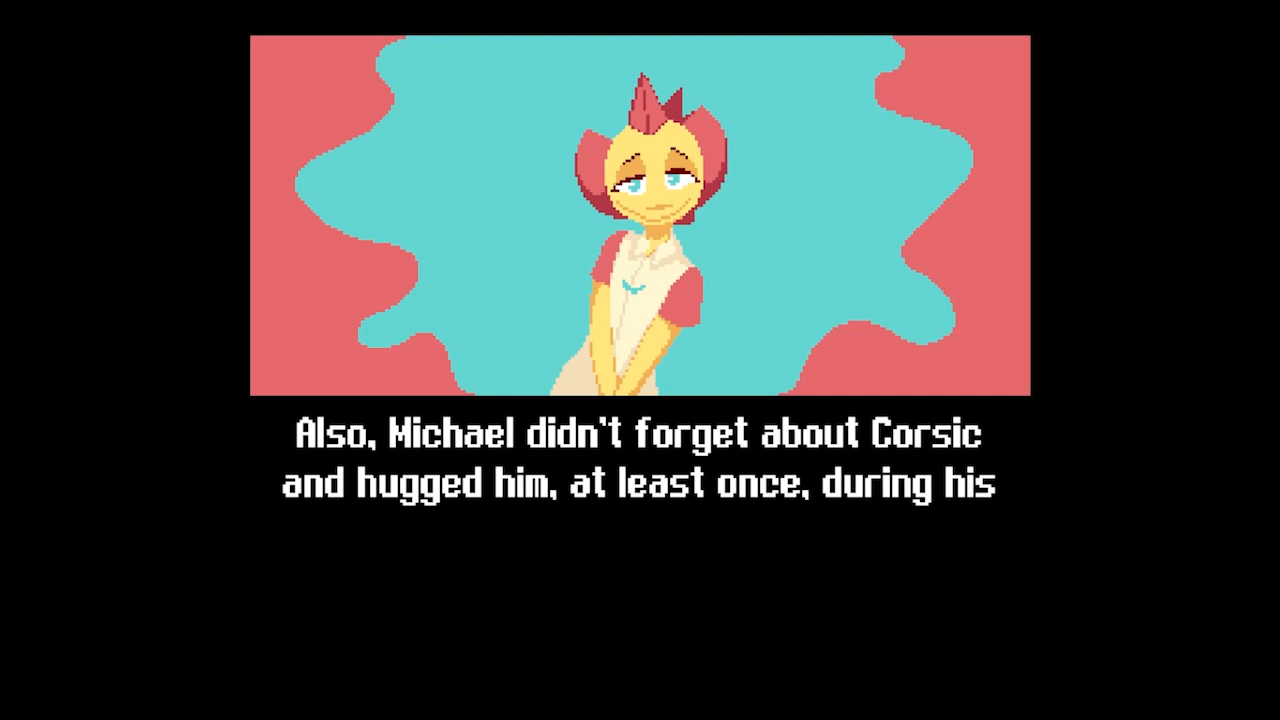 Also, Michael didn't forget about Corsic
and hugged him, at least once, during his